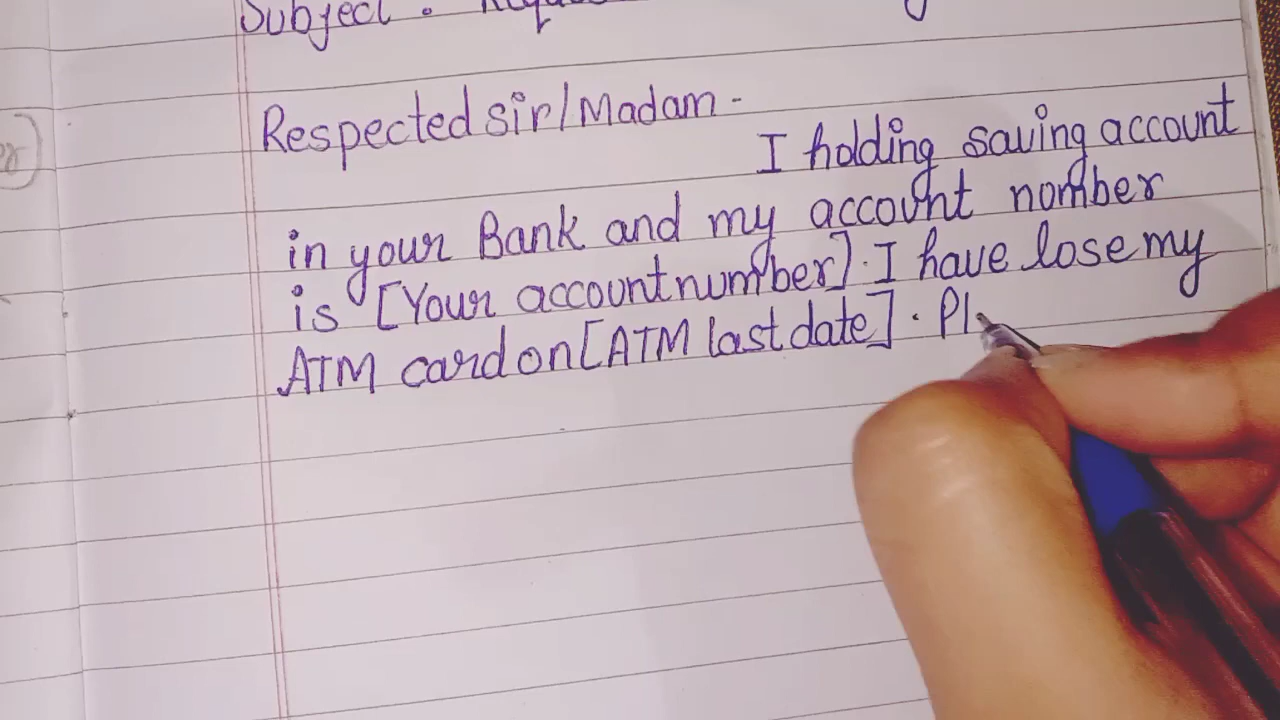 Subject :
Respected sir/Madam -
I holding saving account
in your Bank and my account nomber
is [Your account number]. I have lose my
ATM card on [ATM last date]. Pl